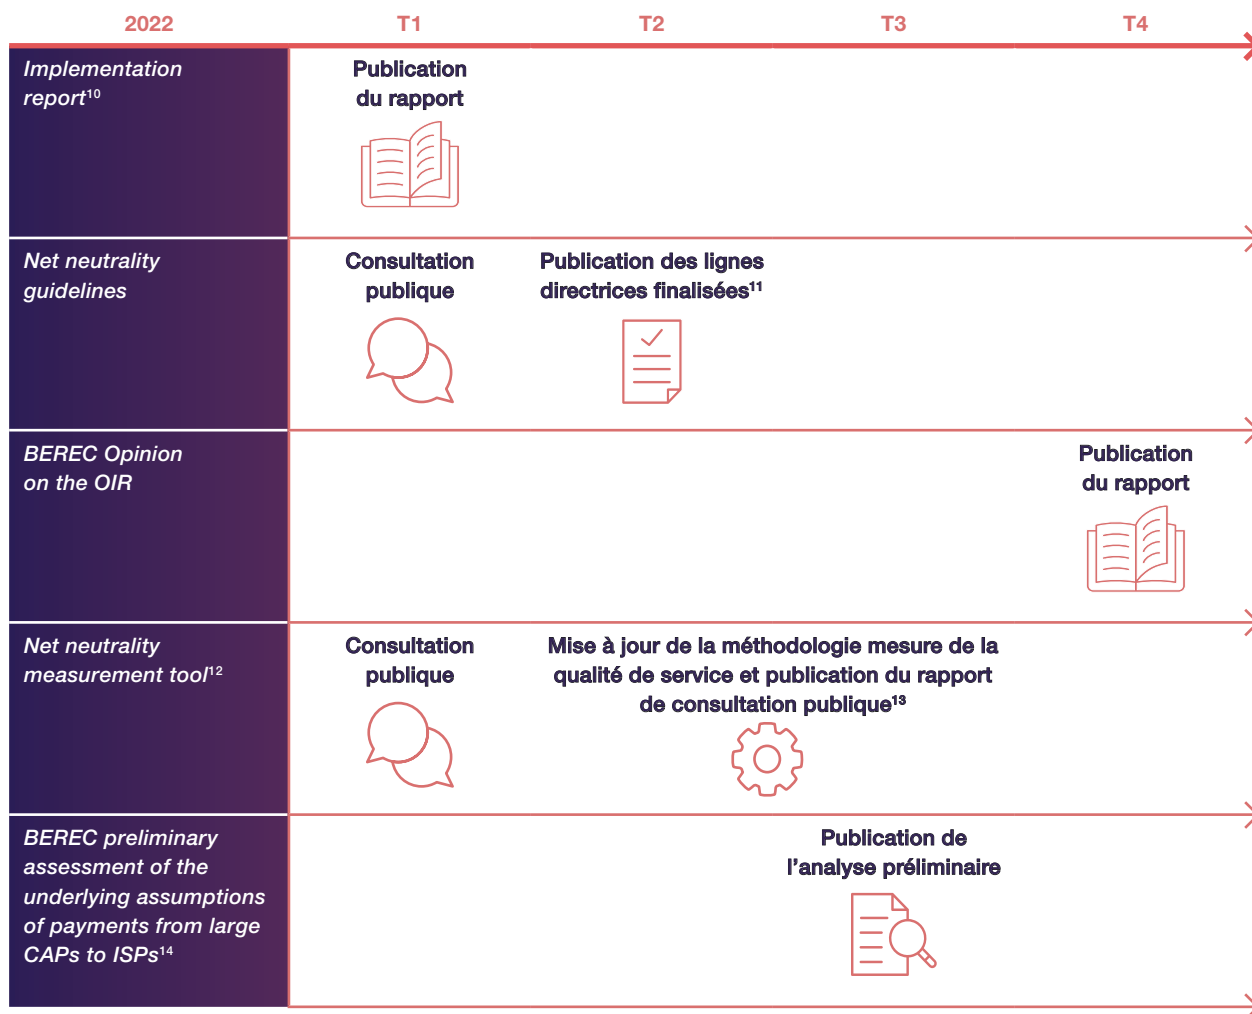 2022 T1 T2 T3 T4
Implementation
report¹⁰
Publication
du rapport
Net neutrality
guidelines
Consultation
publique
Publication des lignes
directrices finalisées¹¹
BEREC Opinion
on the OIR
Publication
du rapport
Net neutrality
measurement tool¹²
Consultation
publique
Mise à jour de la méthodologie mesure de la
qualité de service et publication du rapport
de consultation publique¹³
BEREC preliminary
assessment of the
underlying assumptions
of payments from large
CAPs to ISPs¹⁴
Publication de
l’analyse préliminaire